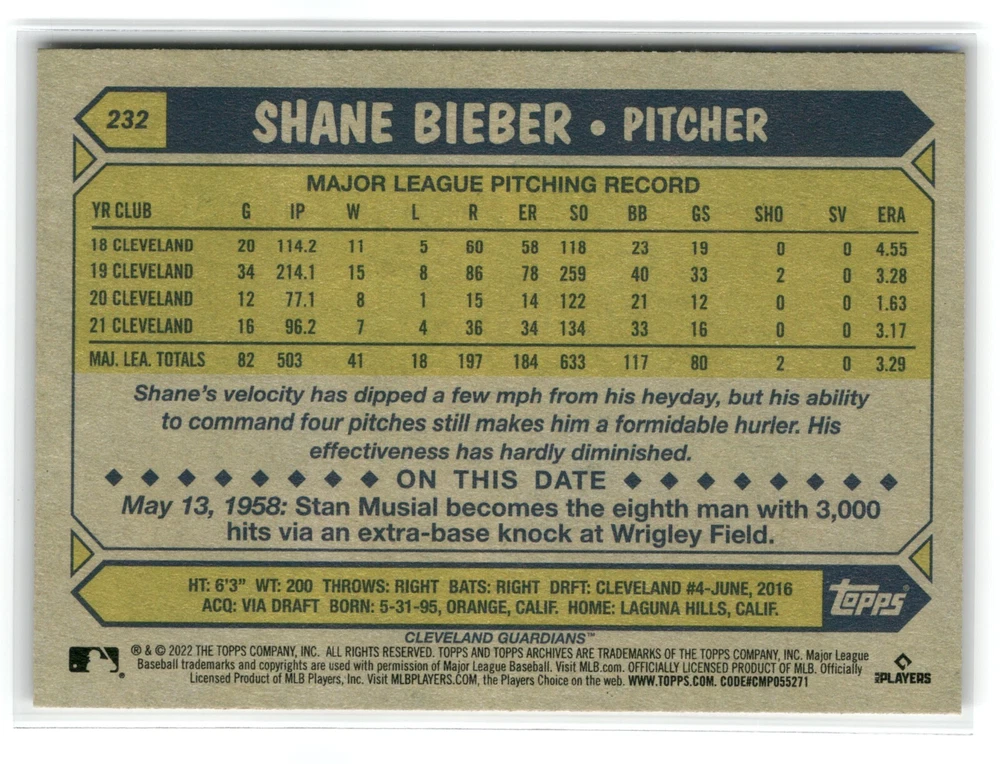 232 SHANE BIEBER • PITCHER
MAJOR LEAGUE PITCHING RECORD
YR CLUB G IP W L R ER SO BB GS SHO SV ERA
18 CLEVELAND 20 114.2 11 5 60 58 118 23 19 0 0 4.55
19 CLEVELAND 34 214.1 15 8 86 78 259 40 33 2 0 3.28
20 CLEVELAND 12 77.1 8 1 15 14 122 21 12 0 0 1.63
21 CLEVELAND 16 96.2 7 4 36 34 134 33 16 0 0 3.17
MAJ. LEA. TOTALS 82 503 41 18 197 184 633 117 80 2 0 3.29
Shane's velocity has dipped a few mph from his heyday, but his ability
to command four pitches still makes him a formidable hurler. His
effectiveness has hardly diminished.
◆ ◆ ◆ ◆ ◆ ◆ ◆ ◆ ON THIS DATE ◆ ◆ ◆ ◆ ◆ ◆ ◆ ◆
May 13, 1958: Stan Musial becomes the eighth man with 3,000
hits via an extra-base knock at Wrigley Field.
HT: 6'3" WT: 200 THROWS: RIGHT BATS: RIGHT DRFT: CLEVELAND #4-JUNE, 2016
ACQ: VIA DRAFT BORN: 5-31-95, ORANGE, CALIF. HOME: LAGUNA HILLS, CALIF.
Topps®
CLEVELAND GUARDIANS™
® & © 2022 THE TOPPS COMPANY, INC. ALL RIGHTS RESERVED. TOPPS AND TOPPS ARCHIVES ARE TRADEMARKS OF THE TOPPS COMPANY, INC. Major League
Baseball trademarks and copyrights are used with permission of Major League Baseball. Visit MLB.com. OFFICIALLY LICENSED PRODUCT OF MLB. Officially
Licensed Product of MLB Players, Inc. Visit MLBPLAYERS.COM, the Players Choice on the web. WWW.TOPPS.COM. CODE#CMP055271
MLBPLAYERS